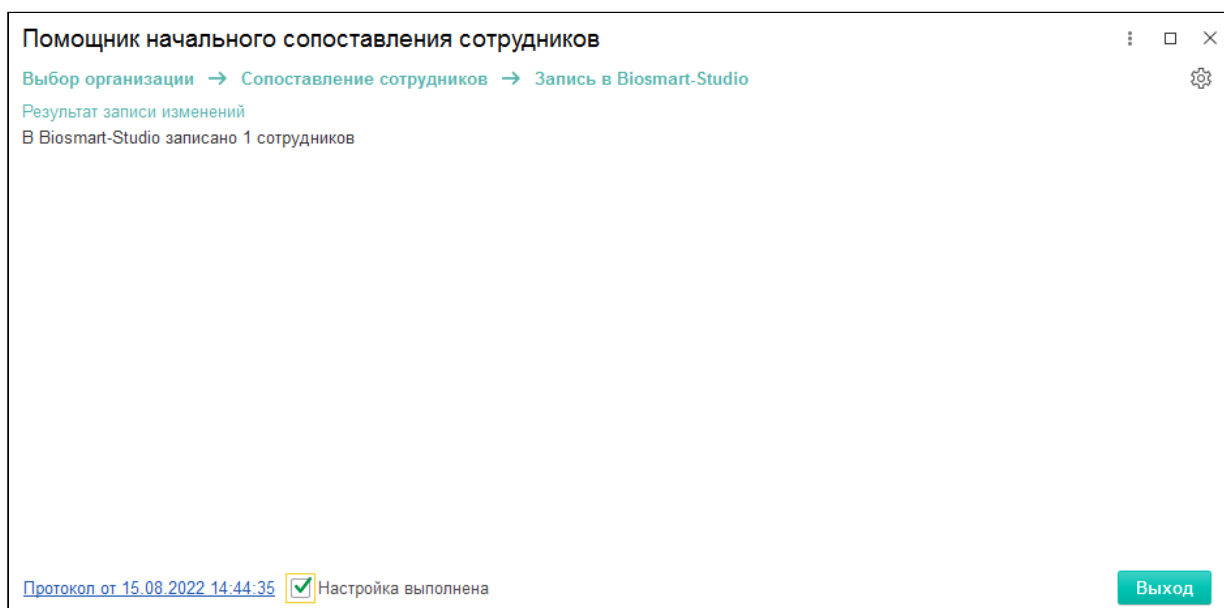 Помощник начального сопоставления сотрудников
Выбор организации → Сопоставление сотрудников → Запись в Biosmart-Studio
Результат записи изменений
В Biosmart-Studio записано 1 сотрудников
Протокол от 15.08.2022 14:44:35 Настройка выполнена Выход